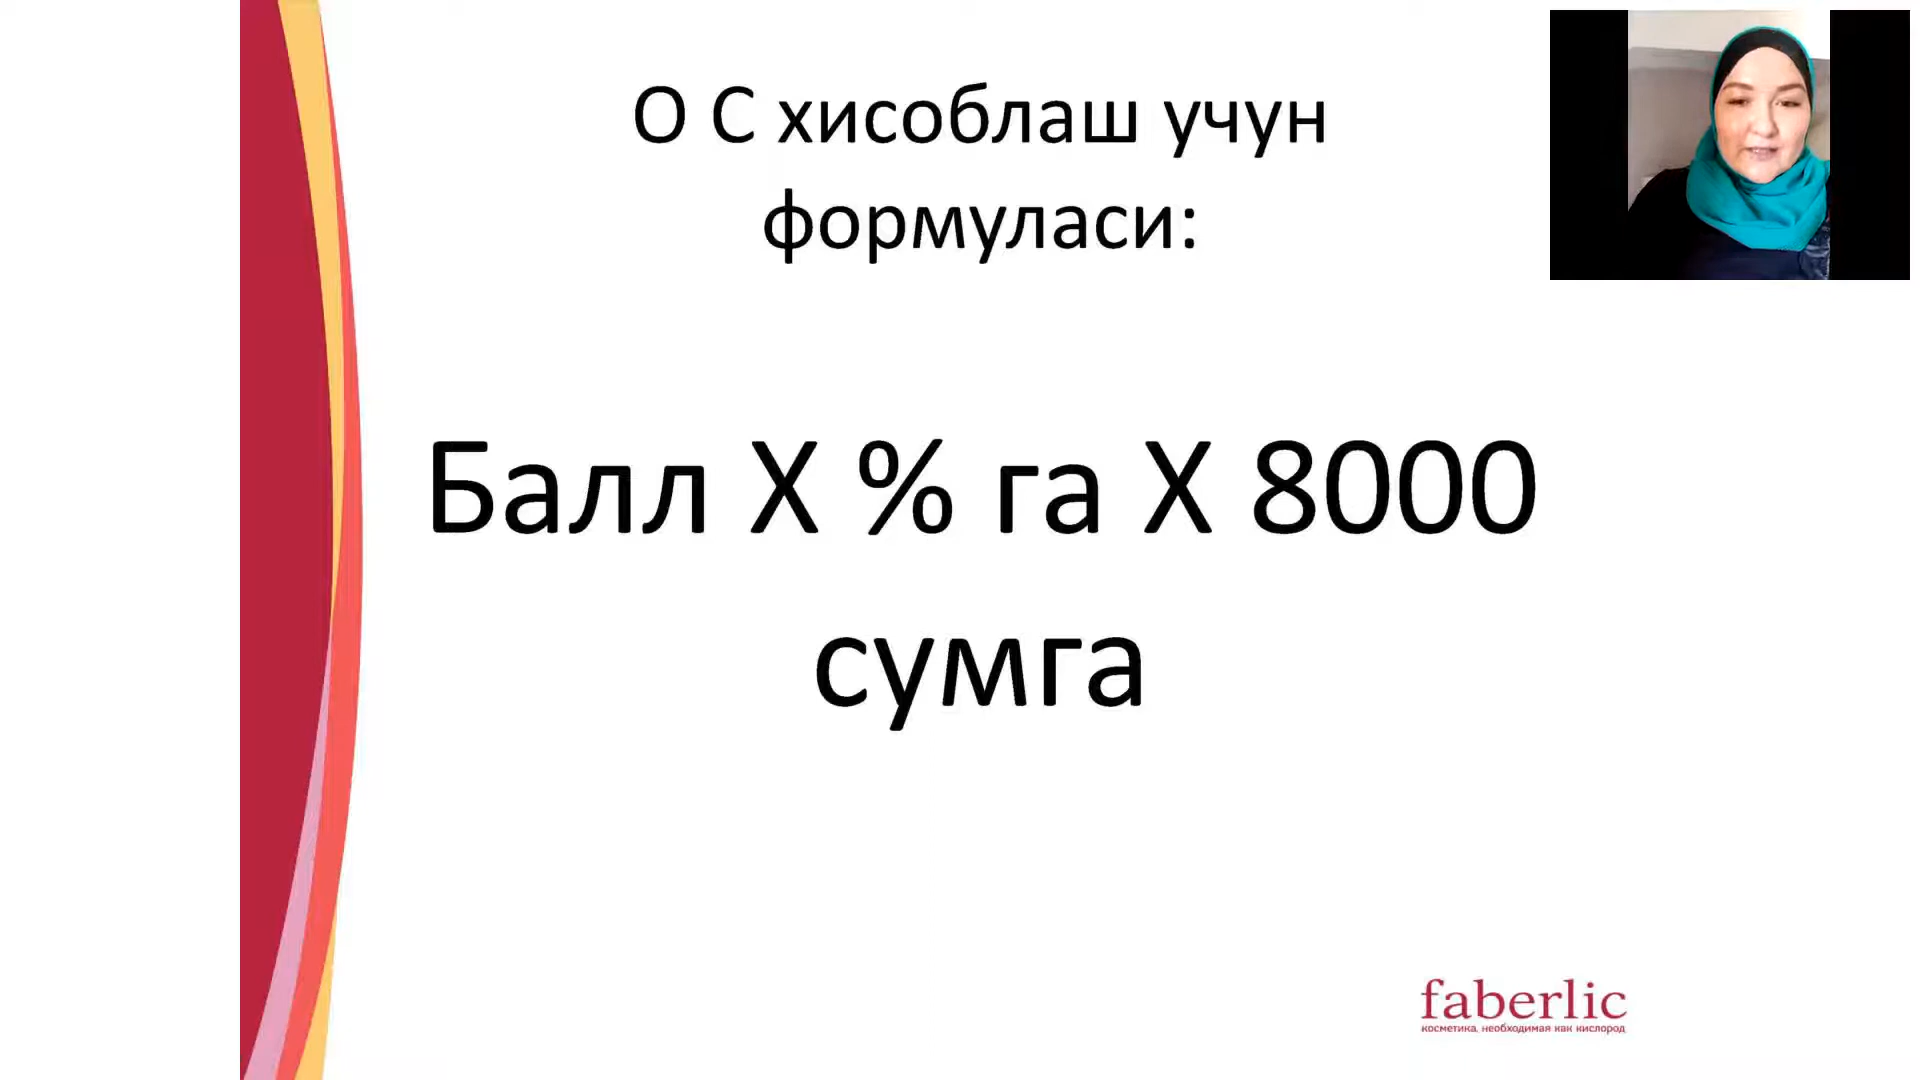 О С хисоблаш учун
формуласи:
Балл Х % га Х 8000
сумга
faberlic
косметика, необходимая как кислород